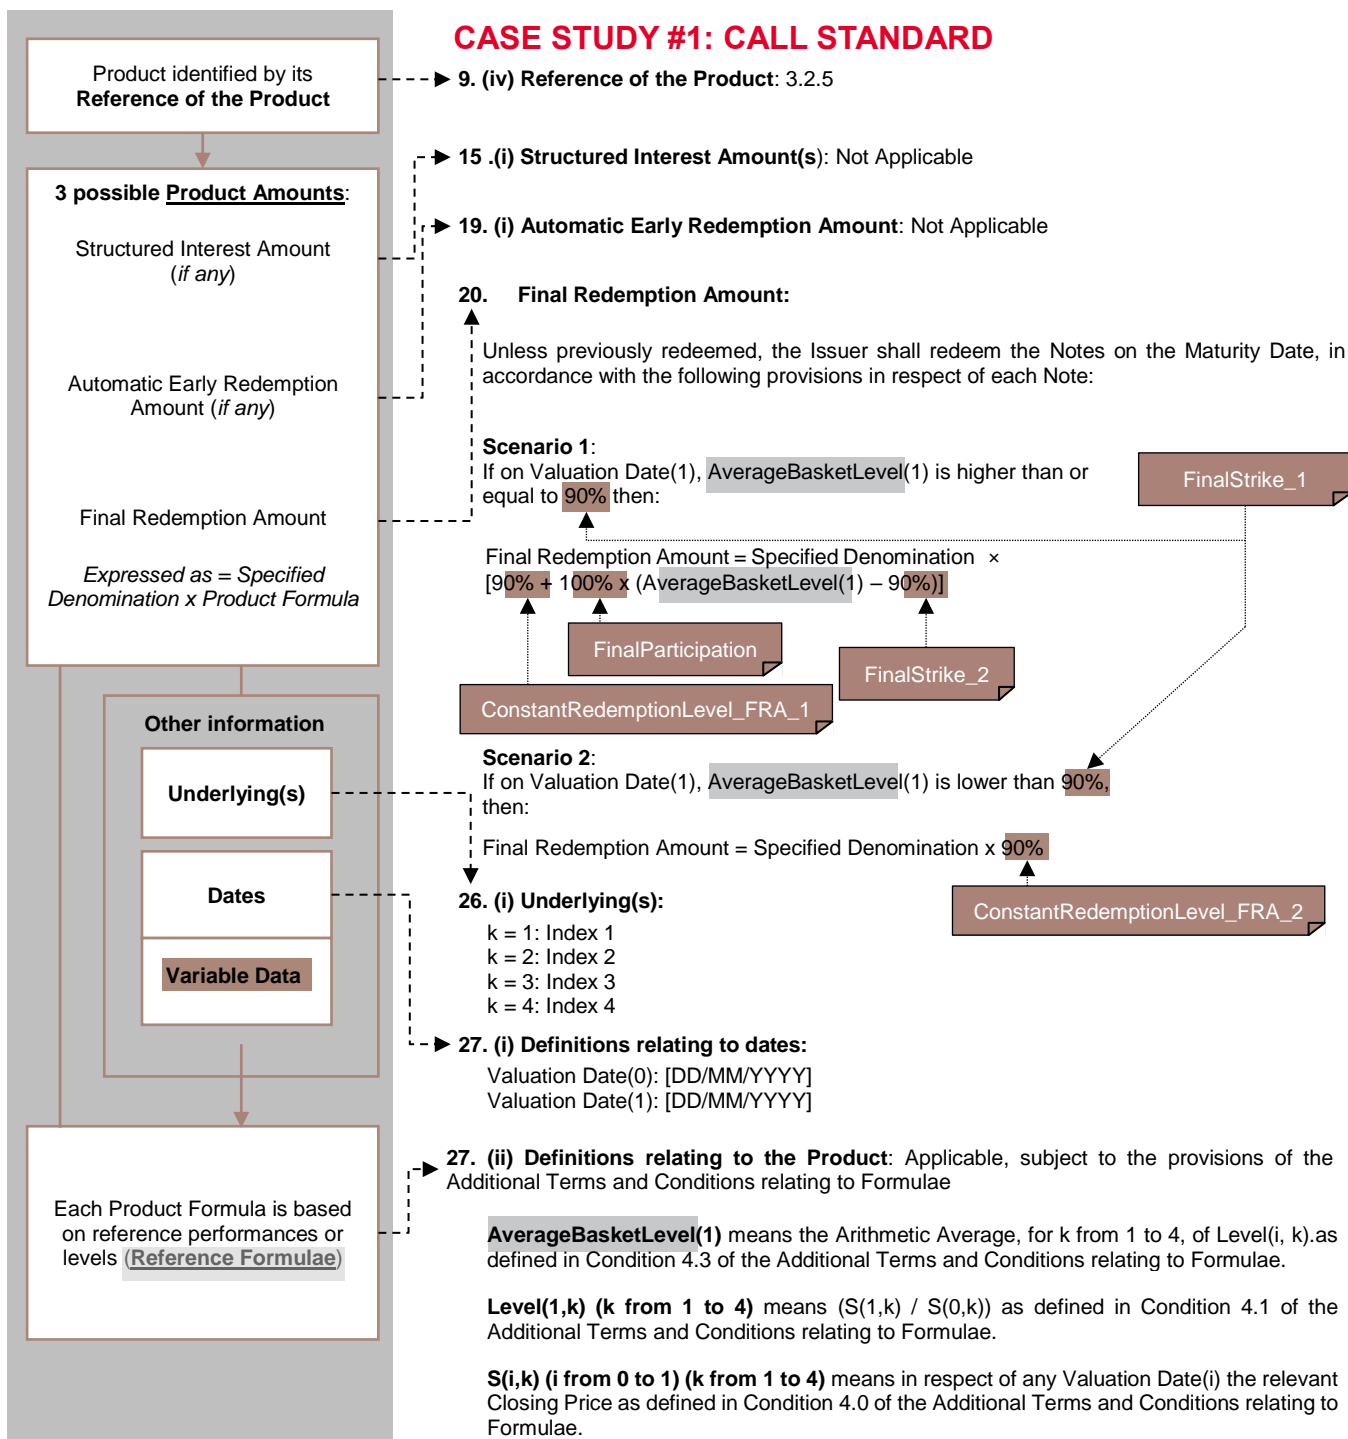 CASE STUDY #1: CALL STANDARD
Product identified by its
Reference of the Product
9. (iv) Reference of the Product: 3.2.5
15 .(i) Structured Interest Amount(s): Not Applicable
3 possible Product Amounts:
19. (i) Automatic Early Redemption Amount: Not Applicable
Structured Interest Amount
(if any)
20. Final Redemption Amount:
Unless previously redeemed, the Issuer shall redeem the Notes on the Maturity Date, in
accordance with the following provisions in respect of each Note:
Automatic Early Redemption
Amount (if any)
Scenario 1:
If on Valuation Date(1), AverageBasketLevel(1) is higher than or
equal to 90% then:
FinalStrike_1
Final Redemption Amount
Expressed as = Specified
Denomination x Product Formula
Final Redemption Amount = Specified Denomination ×
[90% + 100% x (AverageBasketLevel(1) – 90%)]
FinalParticipation
FinalStrike_2
ConstantRedemptionLevel_FRA_1
Other information
Scenario 2:
If on Valuation Date(1), AverageBasketLevel(1) is lower than 90%,
then:
Underlying(s)
Final Redemption Amount = Specified Denomination x 90%
ConstantRedemptionLevel_FRA_2
Dates
26. (i) Underlying(s):
k = 1: Index 1
k = 2: Index 2
k = 3: Index 3
k = 4: Index 4
Variable Data
27. (i) Definitions relating to dates:
Valuation Date(0): [DD/MM/YYYY]
Valuation Date(1): [DD/MM/YYYY]
27. (ii) Definitions relating to the Product: Applicable, subject to the provisions of the
Additional Terms and Conditions relating to Formulae
Each Product Formula is based
on reference performances or
levels (Reference Formulae)
AverageBasketLevel(1) means the Arithmetic Average, for k from 1 to 4, of Level(i, k).as
defined in Condition 4.3 of the Additional Terms and Conditions relating to Formulae.
Level(1,k) (k from 1 to 4) means (S(1,k) / S(0,k)) as defined in Condition 4.1 of the
Additional Terms and Conditions relating to Formulae.
S(i,k) (i from 0 to 1) (k from 1 to 4) means in respect of any Valuation Date(i) the relevant
Closing Price as defined in Condition 4.0 of the Additional Terms and Conditions relating to
Formulae.